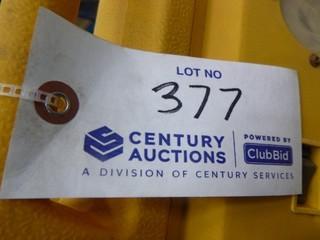 LOT NO
377
CENTURY AUCTIONS
POWERED BY
ClubBid
A DIVISION OF CENTURY SERVICES